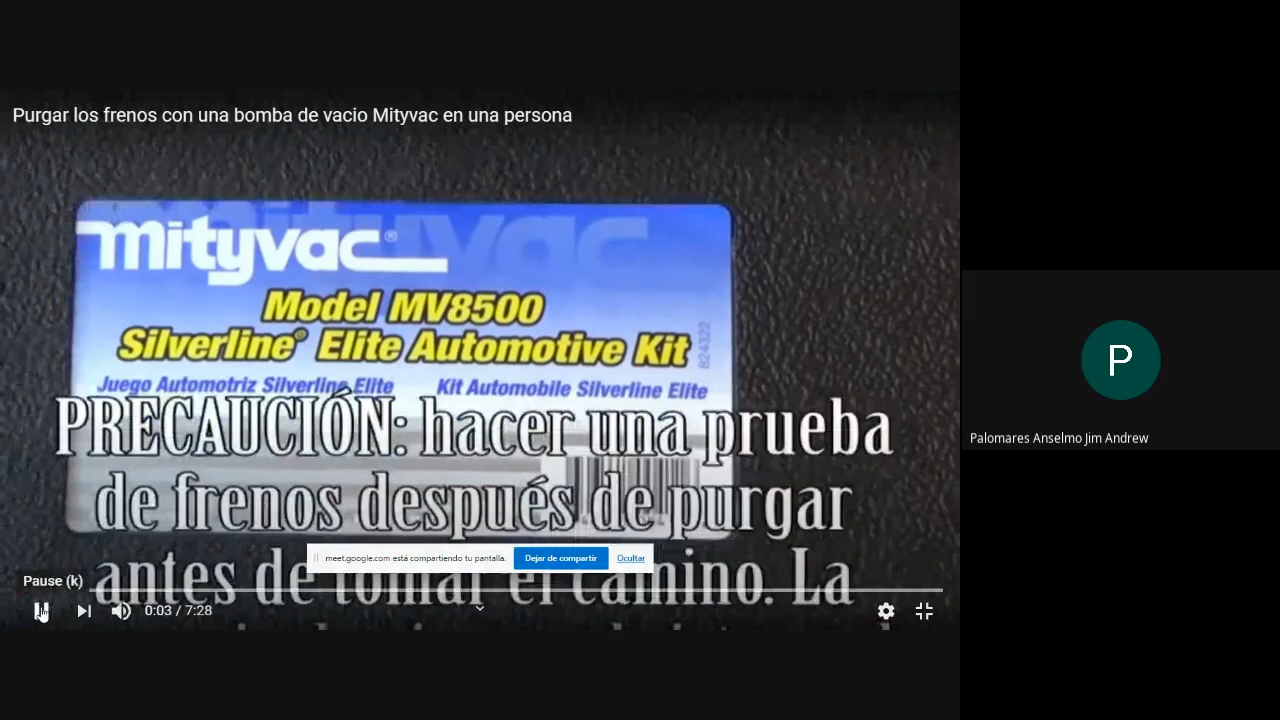 Purgar los frenos con una bomba de vacio Mityvac en una persona
mityvac®
Model MV8500
Silverline® Elite Automotive Kit
824322
Juego Automotriz Silverline Elite
Kit Automobile Silverline Elite
PRECAUCIÓN: hacer una prueba
de frenos después de purgar
antes de tomar el camino. La
meet.google.com está compartiendo tu pantalla.
Dejar de compartir
Ocultar
Pause (k)
0:03 / 7:28
P
Palomares Anselmo Jim Andrew